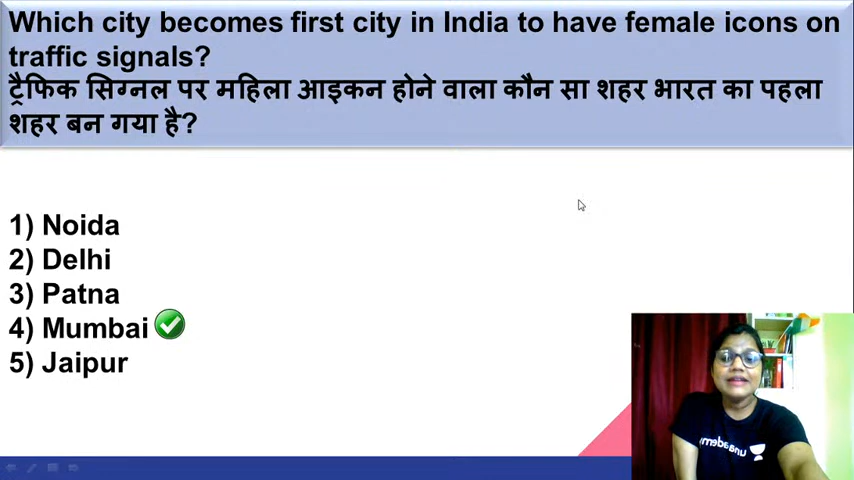 Which city becomes first city in India to have female icons on
traffic signals?
ट्रैफिक सिग्नल पर महिला आइकन होने वाला कौन सा शहर भारत का पहला
शहर बन गया है?
1) Noida
2) Delhi
3) Patna
4) Mumbai
5) Jaipur
unacademy